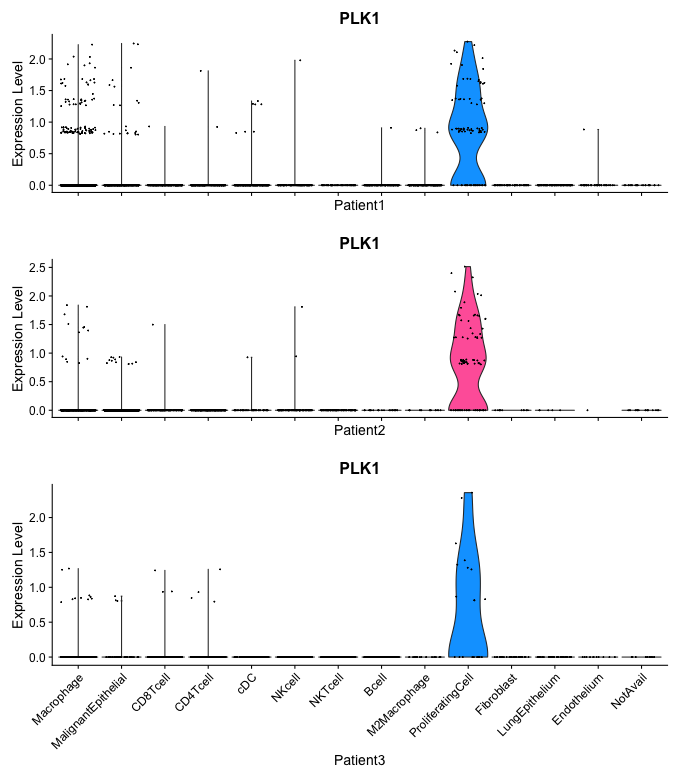 PLK1
Expression Level
2.0
1.5
1.0
0.5
0.0
Patient1
PLK1
Expression Level
2.5
2.0
1.5
1.0
0.5
0.0
Patient2
PLK1
Expression Level
2.0
1.5
1.0
0.5
0.0
Macrophage
MalignantEpithelial
CD8Tcell
CD4Tcell
cDC
NKcell
NKTcell
Bcell
M2Macrophage
ProliferatingCell
Fibroblast
LungEpithelium
Endothelium
NotAvail
Patient3